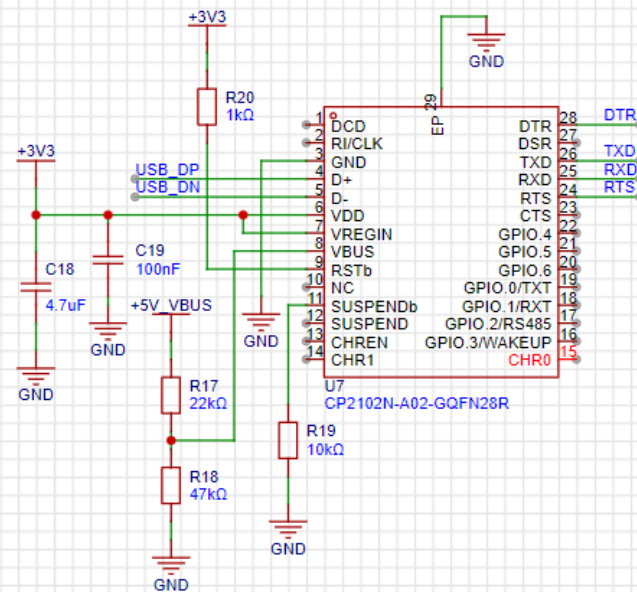 +3V3
R20
1kΩ
GND
EP 29
1 DCD
2 RI/CLK
3 GND
4 D+
5 D-
6 VDD
7 VREGIN
8 VBUS
9 RSTb
10 NC
11 SUSPENDb
12 SUSPEND
13 CHREN
14 CHR1
DTR 28 DTR
DSR 27
TXD 26 TXD
RXD 25 RXD
RTS 24 RTS
CTS 23
GPIO.4 22
GPIO.5 21
GPIO.6 20
GPIO.0/TXT 19
GPIO.1/RXT 18
GPIO.2/RS485 17
GPIO.3/WAKEUP 16
CHR0 15
U7
CP2102N-A02-GQFN28R
+3V3
USB_DP
USB_DN
C18
4.7uF
GND
C19
100nF
GND
+5V_VBUS
GND
R17
22kΩ
R18
47kΩ
GND
R19
10kΩ
GND